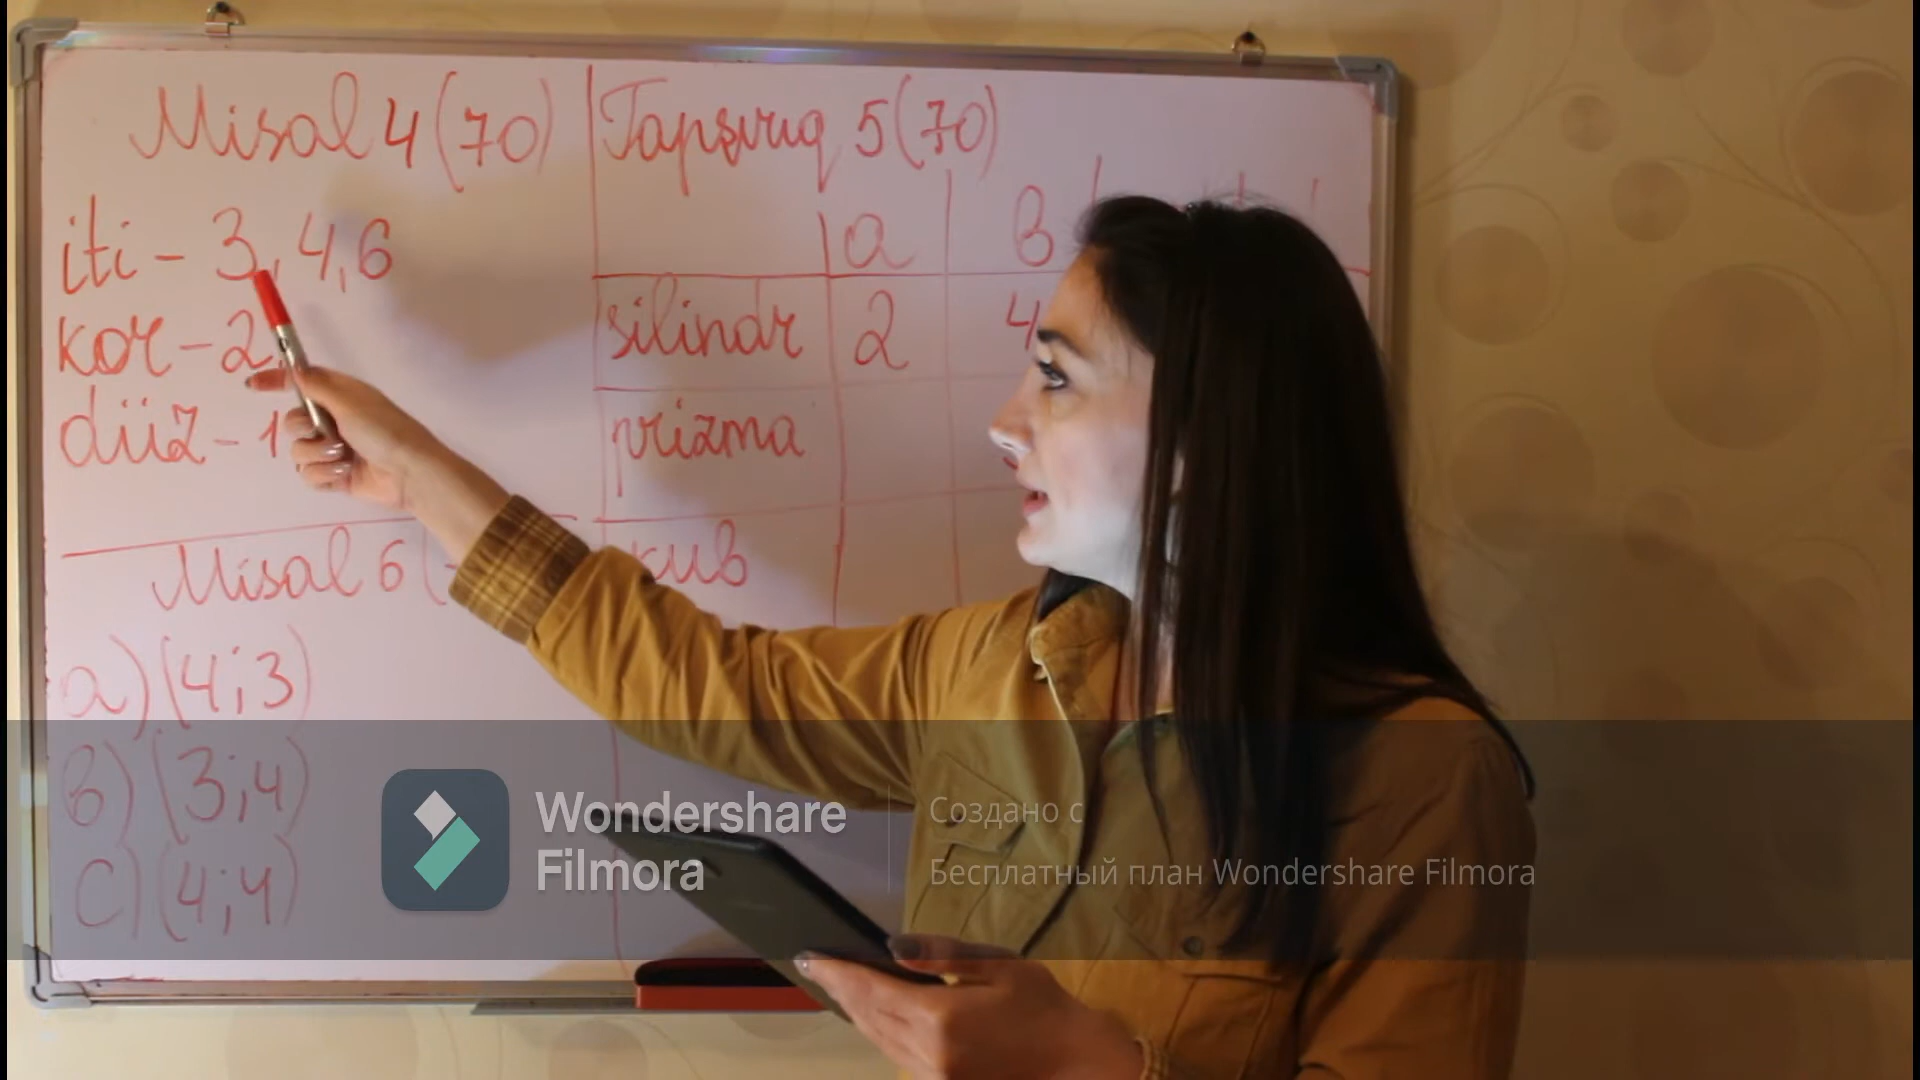 Misal 4 (70)
iti - 3, 4, 6
kor - 2,
düz - 1
Misal 6 (
a) (4;3)
b) (3;4)
c) (4;4)
Tapşırıq 5 (70)
a b
silindr 2 4
prizma
kub
Wondershare
Filmora
Создано с
Бесплатный план Wondershare Filmora